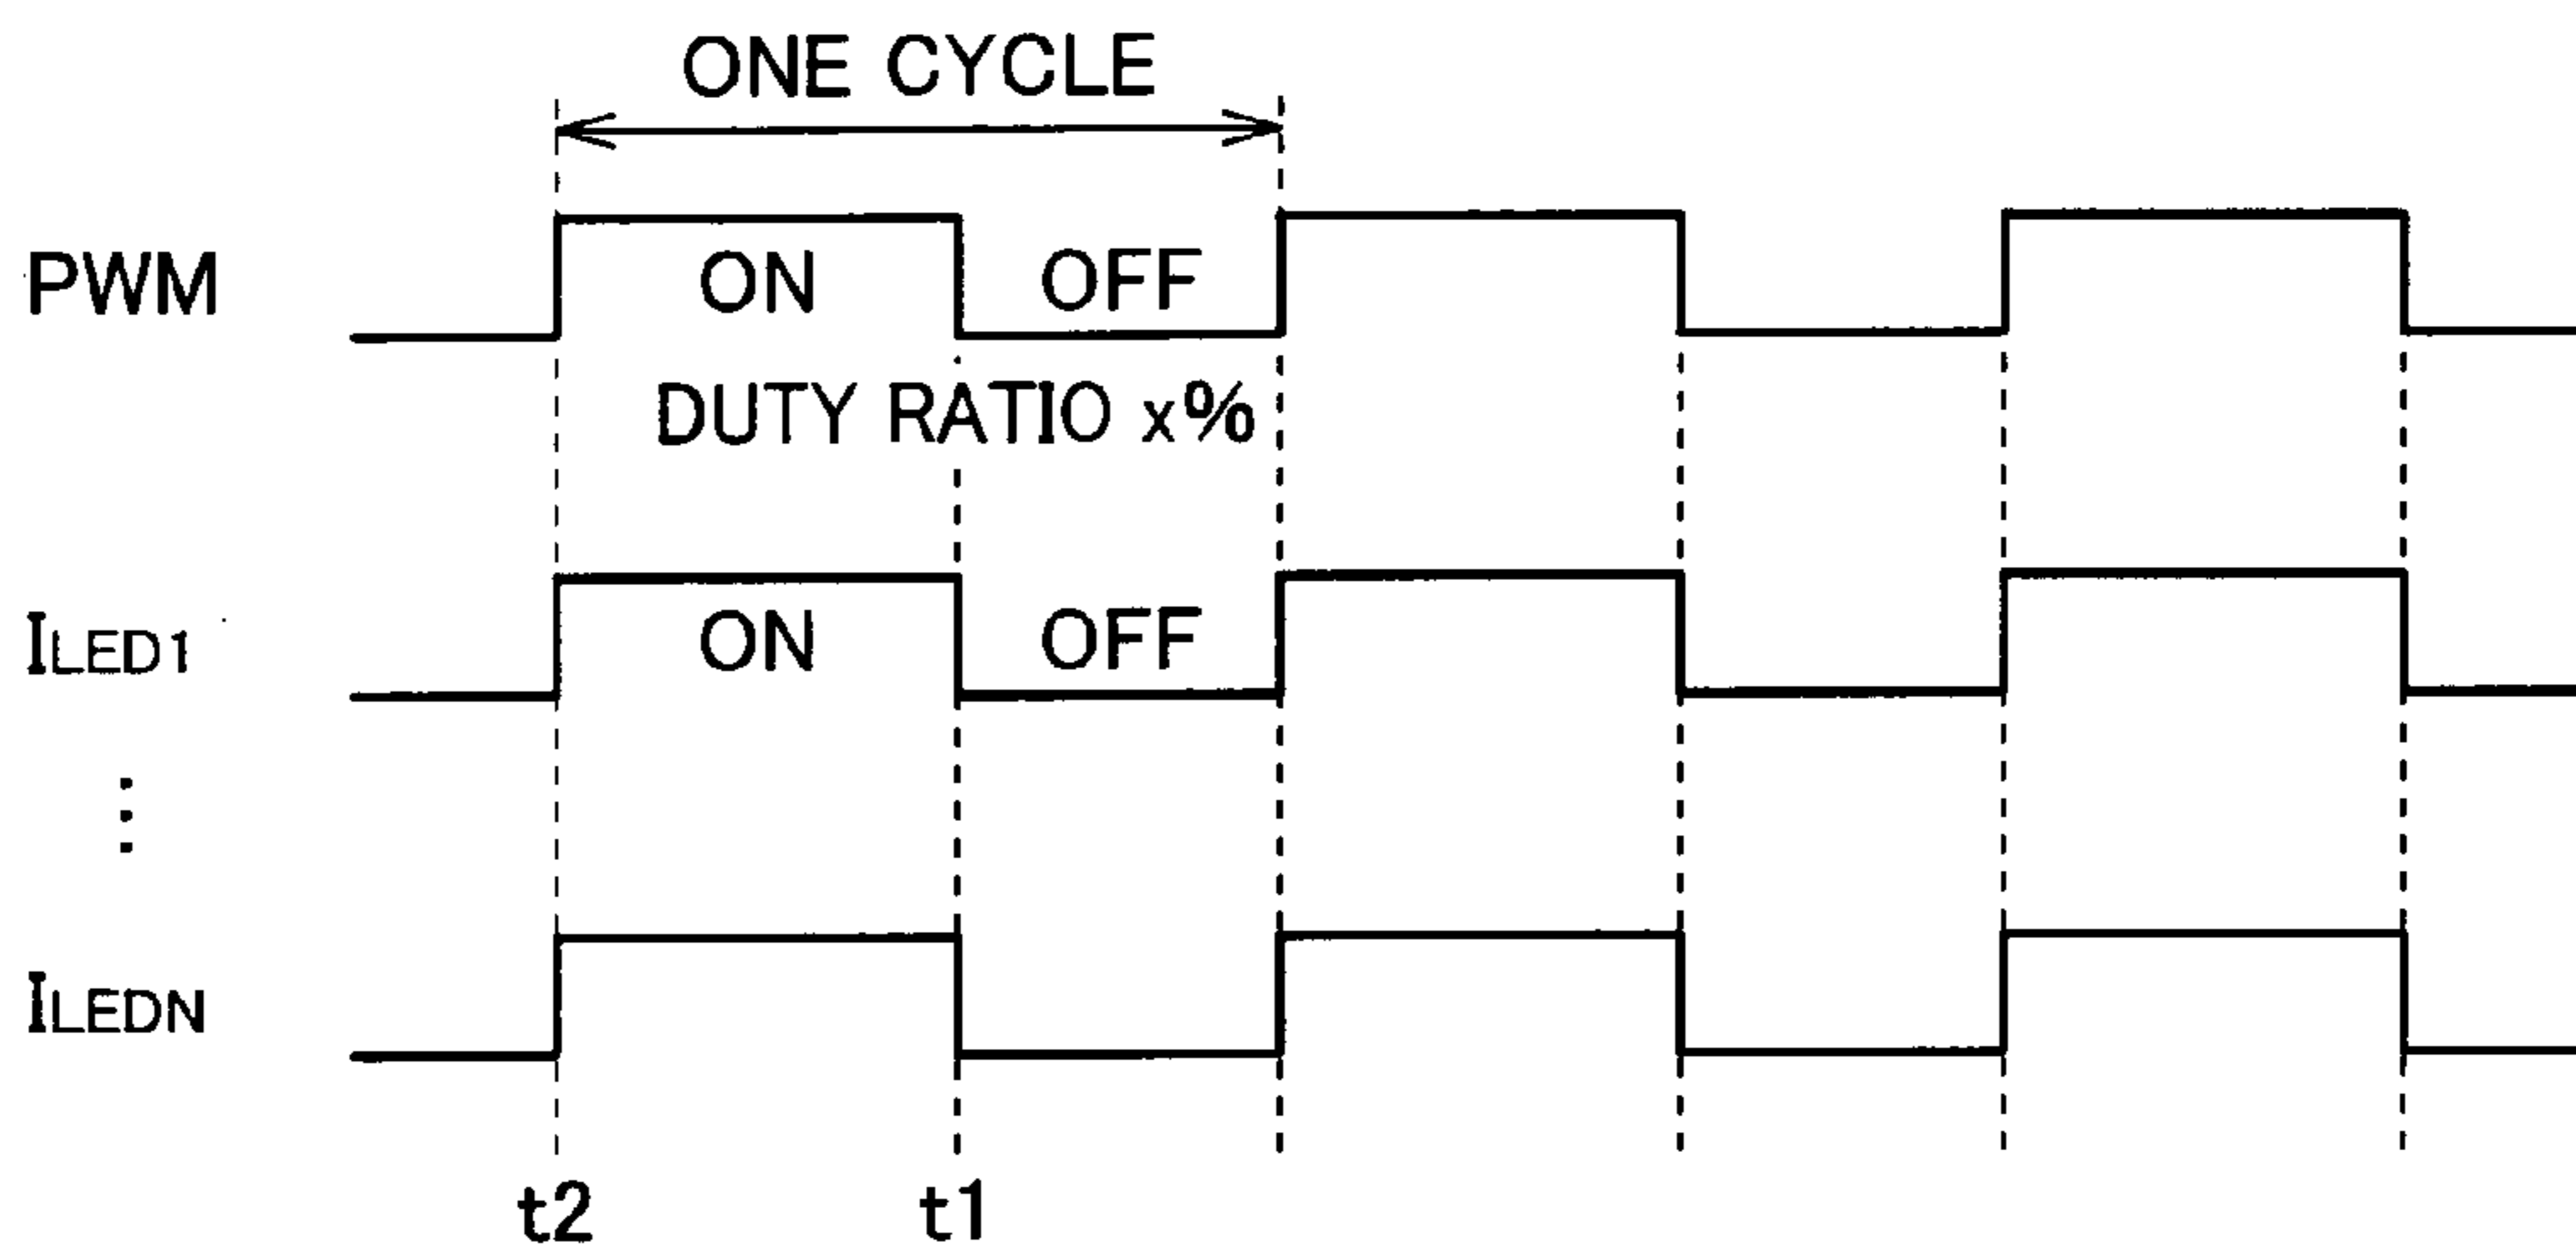 ONE CYCLE
PWM
ON OFF
DUTY RATIO x%
ILED1
ON OFF
ILEDN
t2 t1